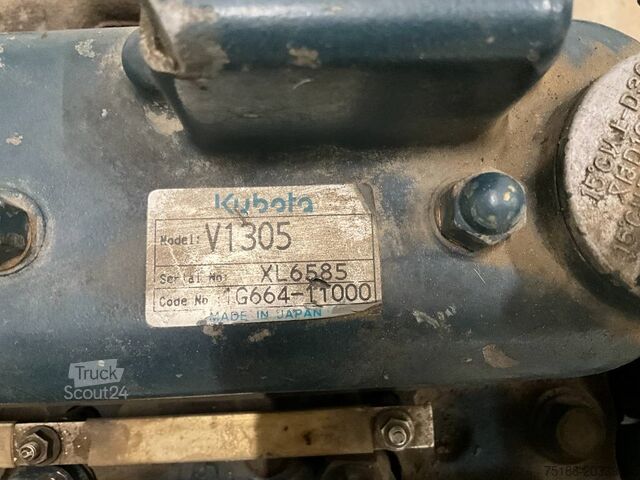 Kubota
Model: V1305
Serial No: XL6585
Code No : 1G664-11000
MADE IN JAPAN
Truck
Scout24